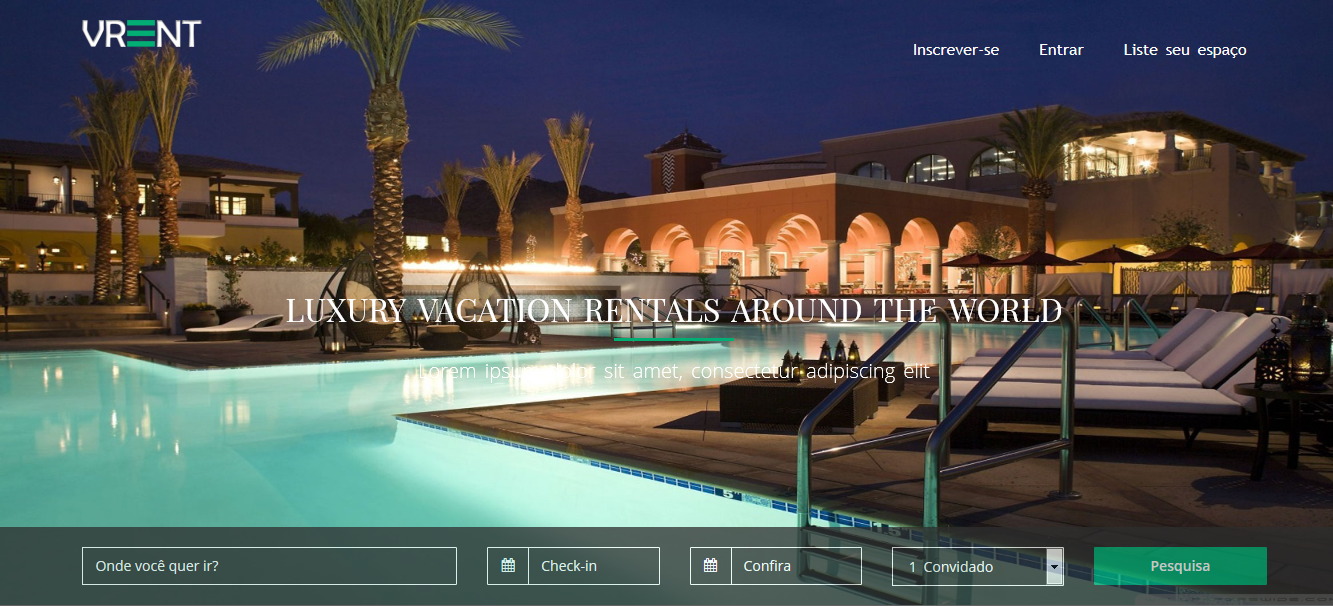 VRENT
Inscrever-se Entrar Liste seu espaço
LUXURY VACATION RENTALS AROUND THE WORLD
Lorem ipsum dolor sit amet, consectetur adipiscing elit
Onde você quer ir? Check-in Confira 1 Convidado Pesquisa